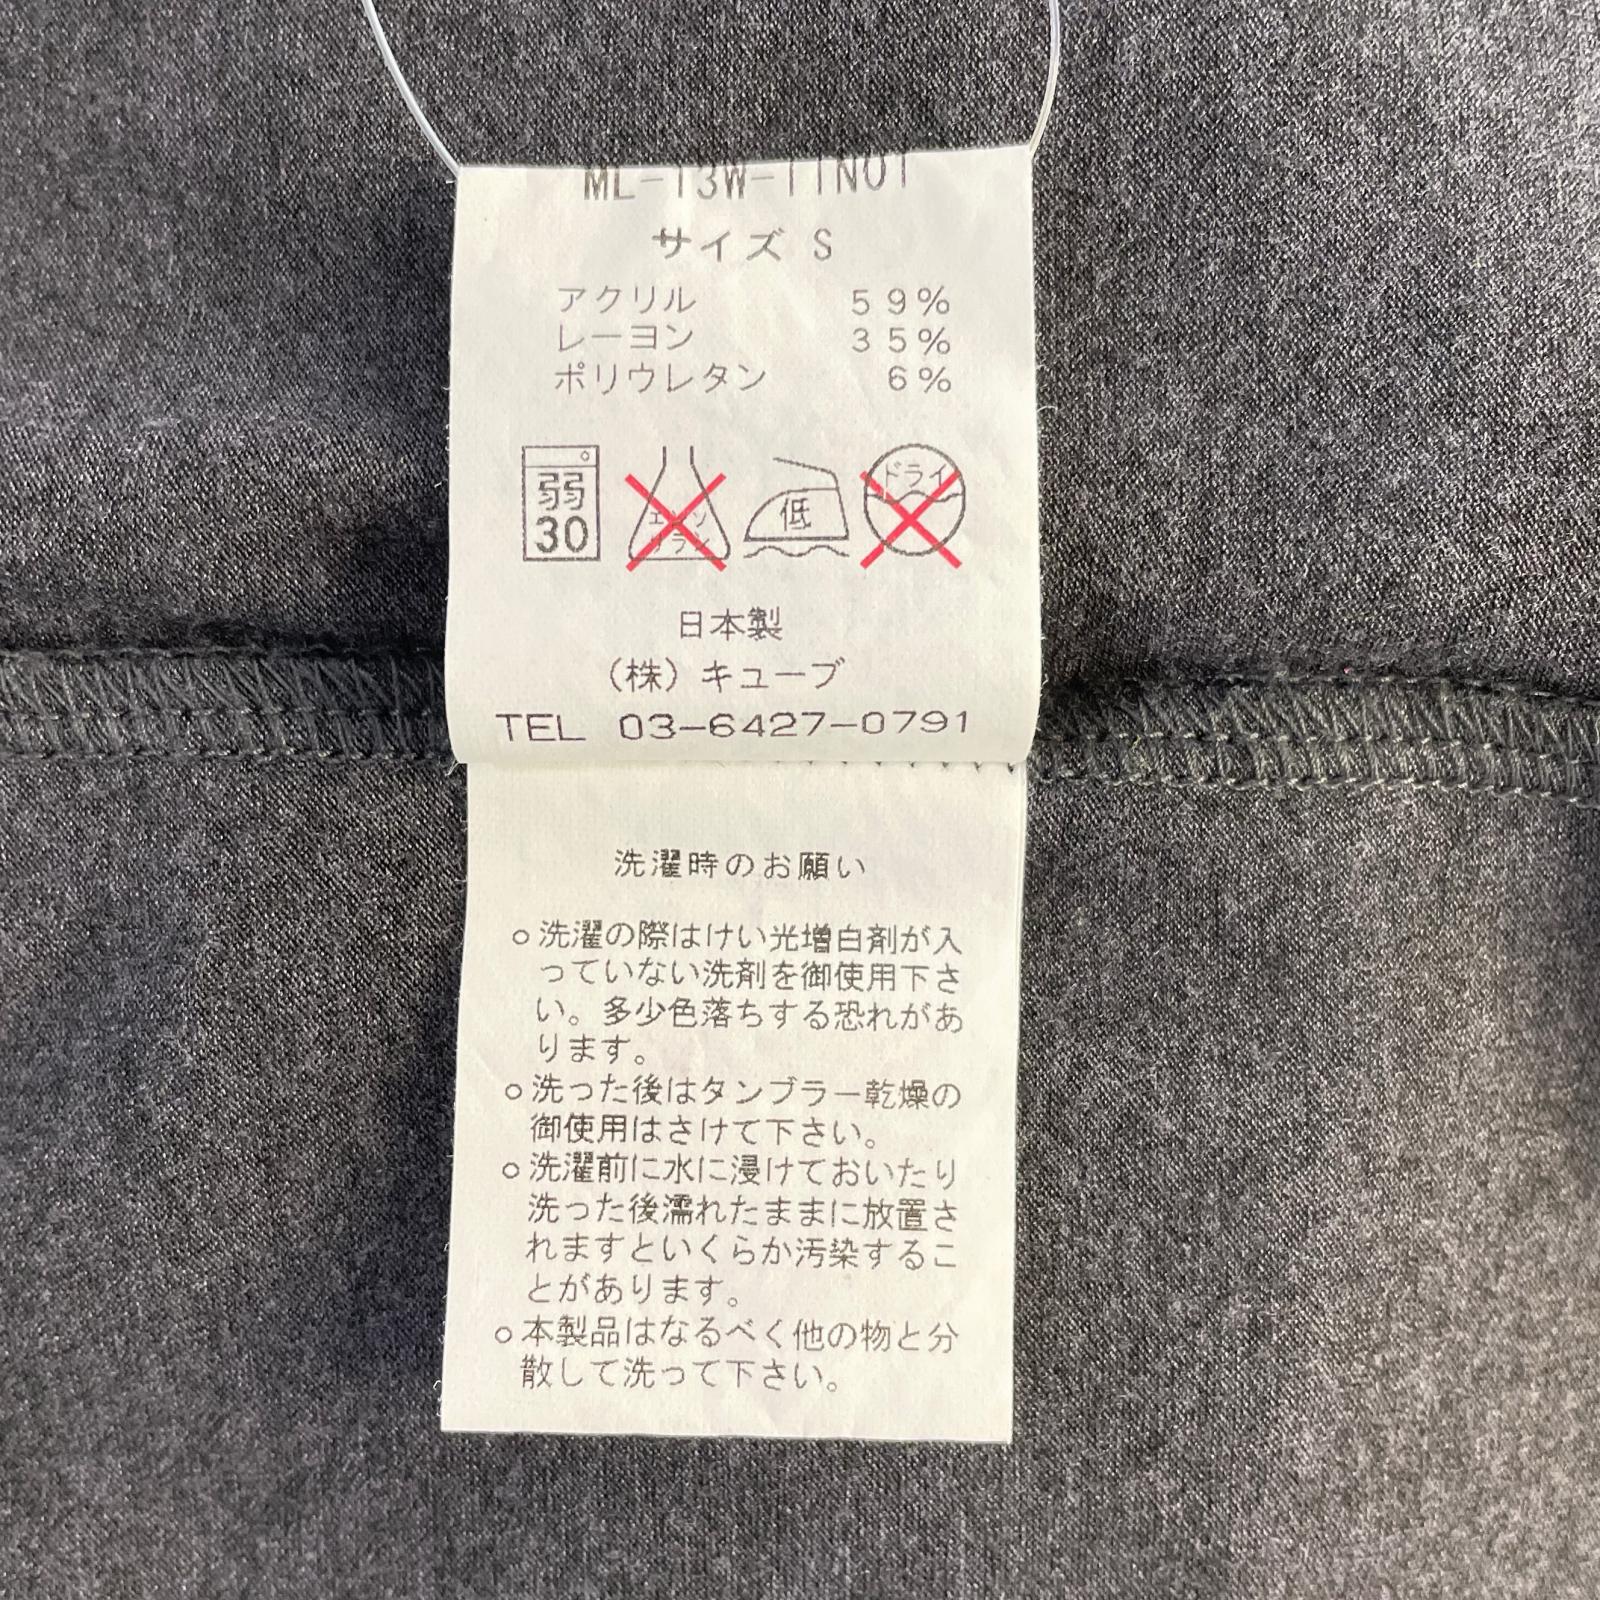 ML-13W-11N01
サイズ S
アクリル 59%
レーヨン 35%
ポリウレタン 6%
弱
30
エンソ
ドライ
低
日本製
(株)キューブ
TEL 03-6427-0791
洗濯時のお願い
○洗濯の際はけい光増白剤が入
っていない洗剤を御使用下さ
い。多少色落ちする恐れがあ
ります。
○洗った後はタンブラー乾燥の
御使用はさけて下さい。
○洗濯前に水に浸けておいたり
洗った後濡れたままに放置さ
れますといくらか汚染するこ
とがあります。
○本製品はなるべく他の物と分
散して洗って下さい。